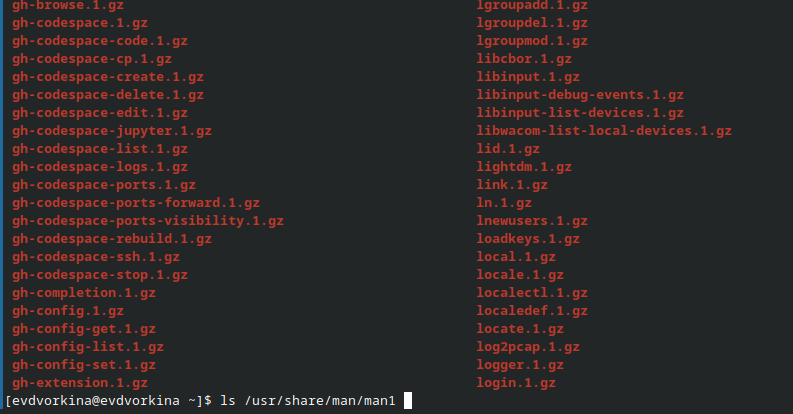 gh-browse.1.gz lgroupadd.1.gz
gh-codespace.1.gz lgroupdel.1.gz
gh-codespace-code.1.gz lgroupmod.1.gz
gh-codespace-cp.1.gz libcbor.1.gz
gh-codespace-create.1.gz libinput.1.gz
gh-codespace-delete.1.gz libinput-debug-events.1.gz
gh-codespace-edit.1.gz libinput-list-devices.1.gz
gh-codespace-jupyter.1.gz libwacom-list-local-devices.1.gz
gh-codespace-list.1.gz lid.1.gz
gh-codespace-logs.1.gz lightdm.1.gz
gh-codespace-ports.1.gz link.1.gz
gh-codespace-ports-forward.1.gz ln.1.gz
gh-codespace-ports-visibility.1.gz lnewusers.1.gz
gh-codespace-rebuild.1.gz loadkeys.1.gz
gh-codespace-ssh.1.gz local.1.gz
gh-codespace-stop.1.gz locale.1.gz
gh-completion.1.gz localectl.1.gz
gh-config.1.gz localedef.1.gz
gh-config-get.1.gz locate.1.gz
gh-config-list.1.gz log2pcap.1.gz
gh-config-set.1.gz logger.1.gz
gh-extension.1.gz login.1.gz
[evdvorkina@evdvorkina ~]$ ls /usr/share/man/man1